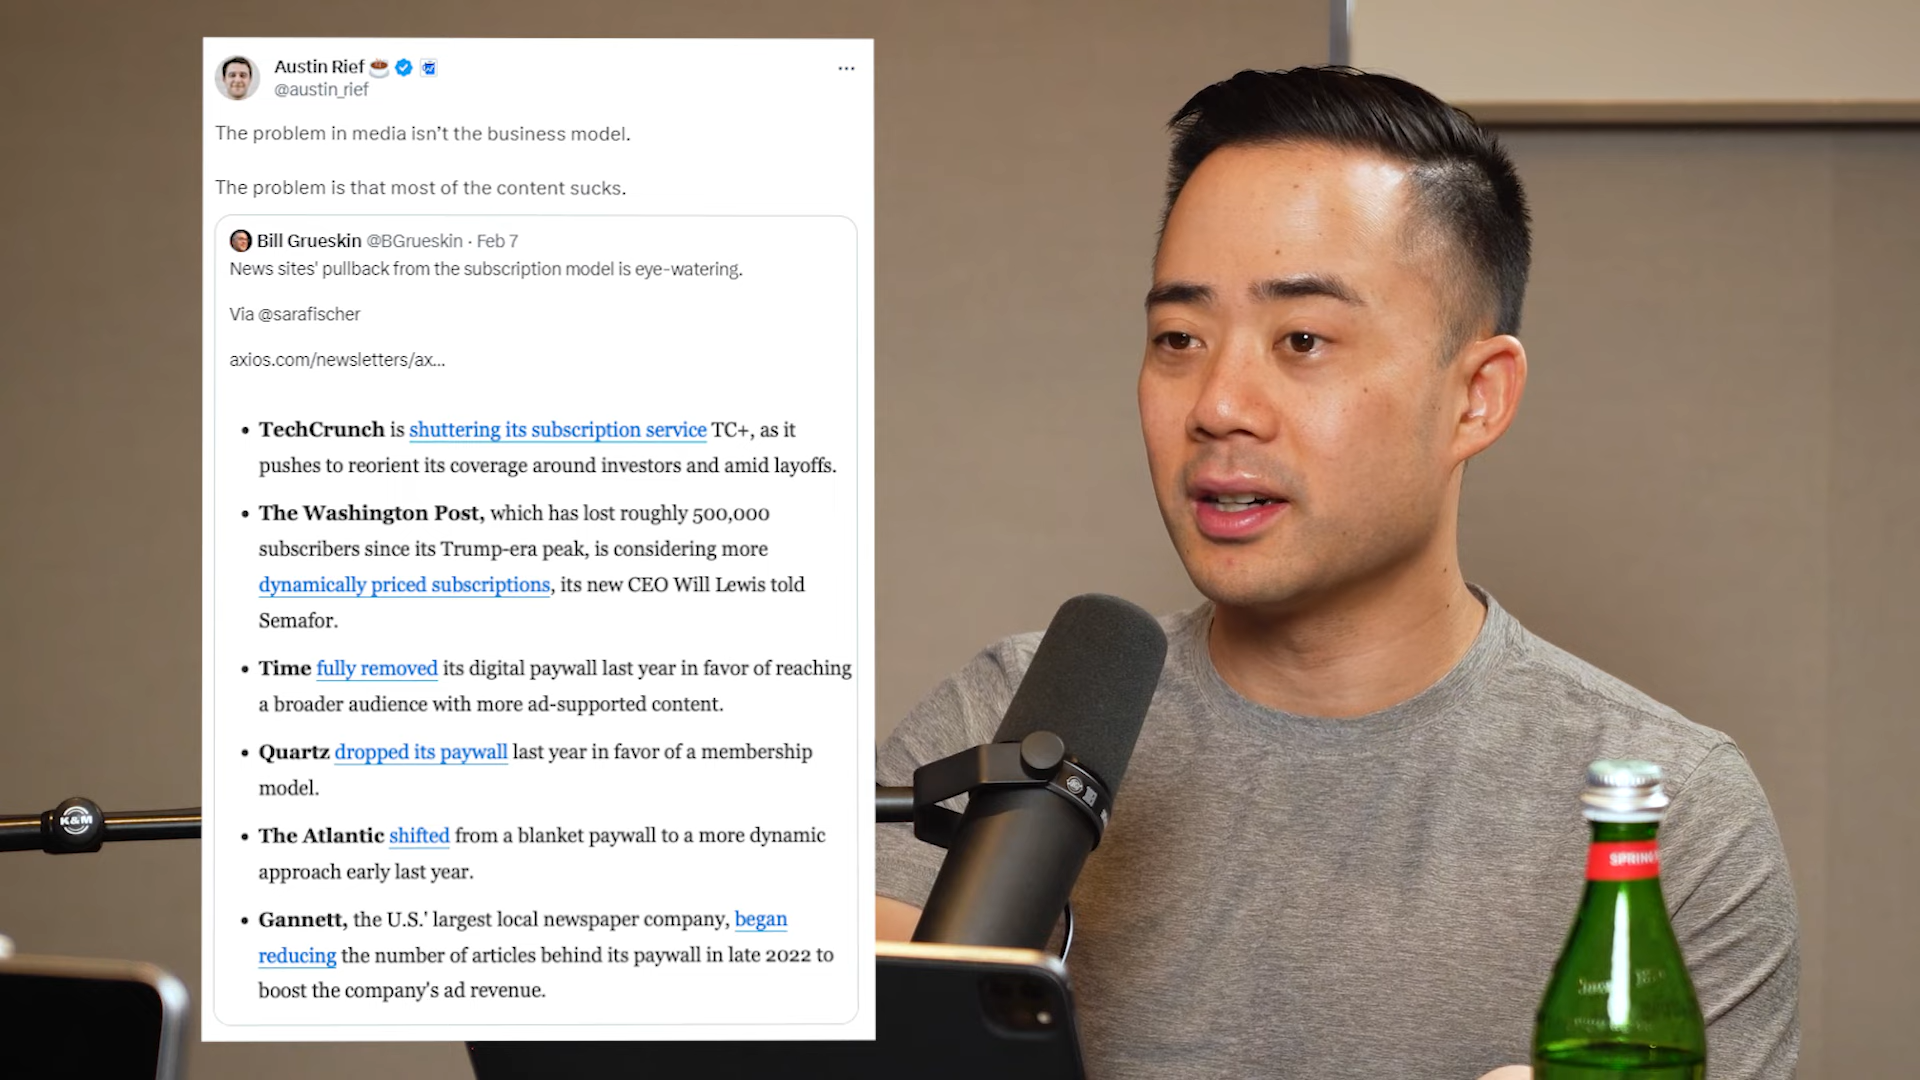 Austin Rief
@austin_rief
The problem in media isn’t the business model.
The problem is that most of the content sucks.
Bill Grueskin @BGrueskin · Feb 7
News sites' pullback from the subscription model is eye-watering.
Via @sarafischer
axios.com/newsletters/ax...
• TechCrunch is shuttering its subscription service TC+, as it
pushes to reorient its coverage around investors and amid layoffs.
• The Washington Post, which has lost roughly 500,000
subscribers since its Trump-era peak, is considering more
dynamically priced subscriptions, its new CEO Will Lewis told
Semafor.
• Time fully removed its digital paywall last year in favor of reaching
a broader audience with more ad-supported content.
• Quartz dropped its paywall last year in favor of a membership
model.
• The Atlantic shifted from a blanket paywall to a more dynamic
approach early last year.
• Gannett, the U.S.' largest local newspaper company, began
reducing the number of articles behind its paywall in late 2022 to
boost the company's ad revenue.
K&M
SPRING